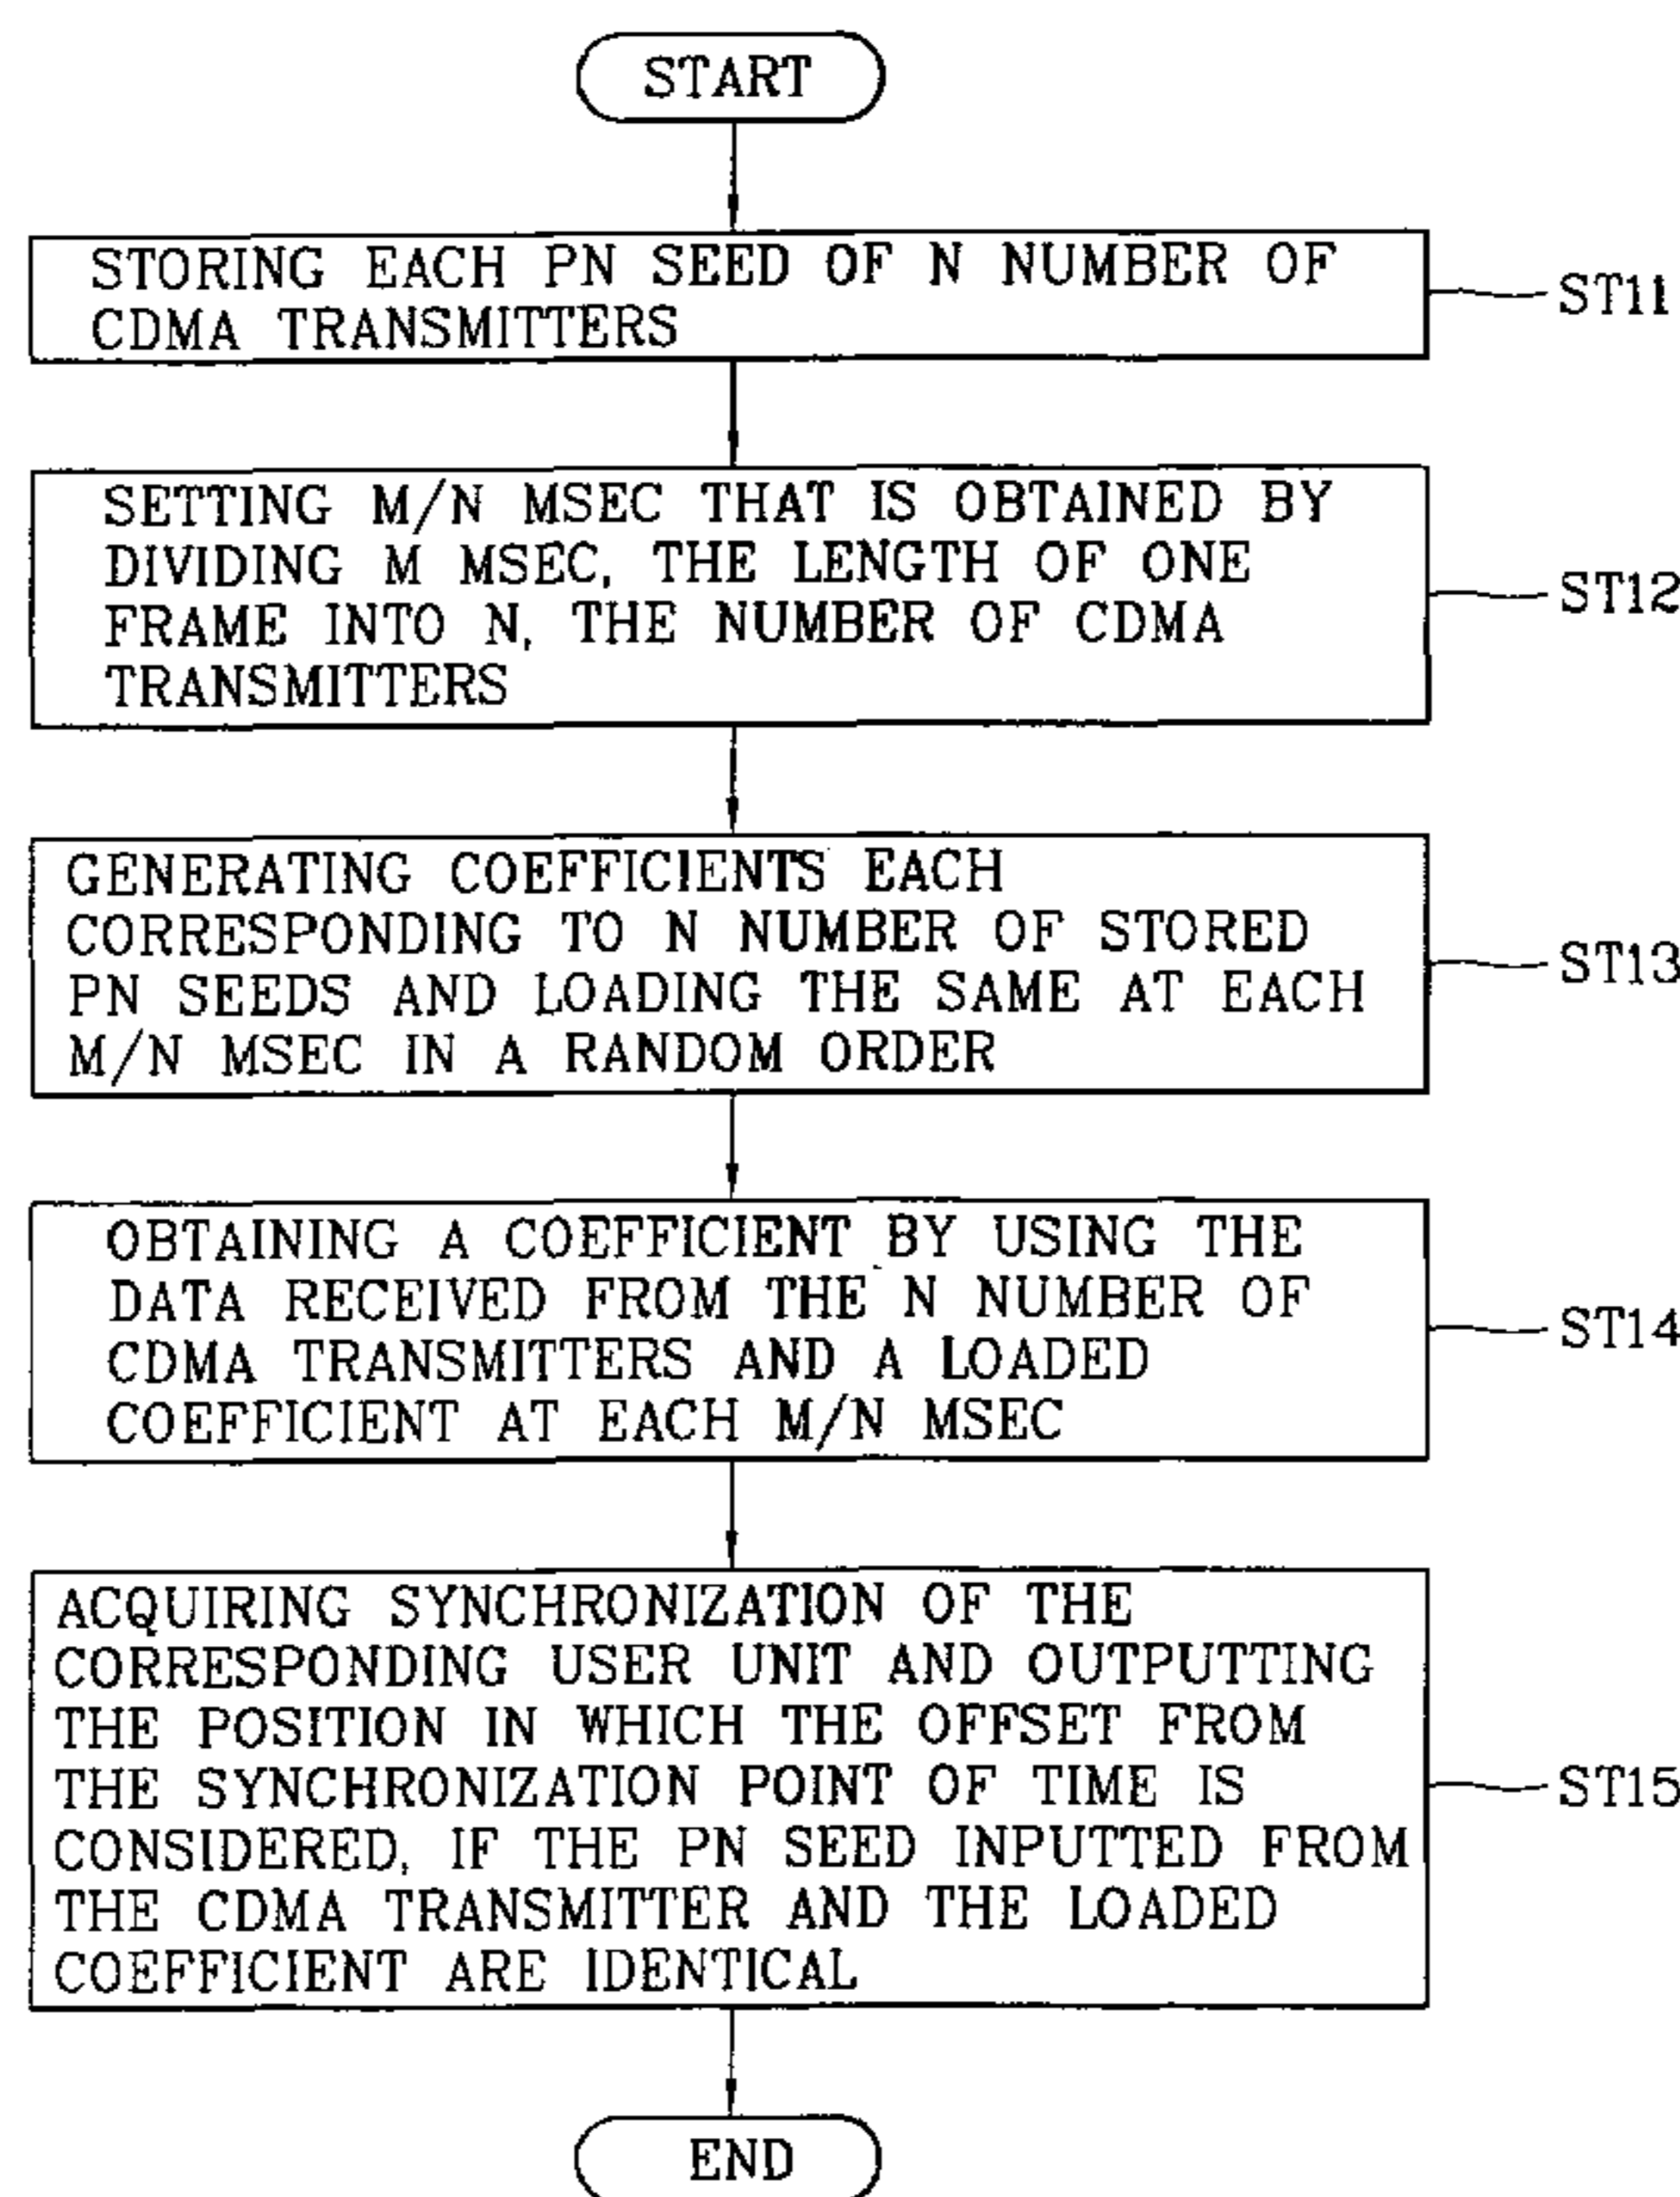 START
STORING EACH PN SEED OF N NUMBER OF
CDMA TRANSMITTERS
ST11
SETTING M/N MSEC THAT IS OBTAINED BY
DIVIDING M MSEC, THE LENGTH OF ONE
FRAME INTO N, THE NUMBER OF CDMA
TRANSMITTERS
ST12
GENERATING COEFFICIENTS EACH
CORRESPONDING TO N NUMBER OF STORED
PN SEEDS AND LOADING THE SAME AT EACH
M/N MSEC IN A RANDOM ORDER
ST13
OBTAINING A COEFFICIENT BY USING THE
DATA RECEIVED FROM THE N NUMBER OF
CDMA TRANSMITTERS AND A LOADED
COEFFICIENT AT EACH M/N MSEC
ST14
ACQUIRING SYNCHRONIZATION OF THE
CORRESPONDING USER UNIT AND OUTPUTTING
THE POSITION IN WHICH THE OFFSET FROM
THE SYNCHRONIZATION POINT OF TIME IS
CONSIDERED, IF THE PN SEED INPUTTED FROM
THE CDMA TRANSMITTER AND THE LOADED
COEFFICIENT ARE IDENTICAL
ST15
END